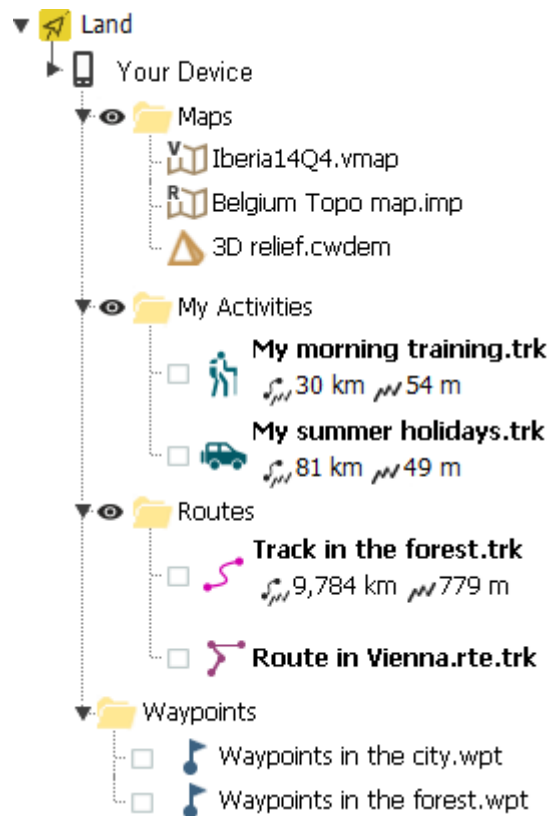 Land
Your Device
Maps
V Iberia14Q4.vmap
R Belgium Topo map.imp
3D relief.cwdem
My Activities
My morning training.trk
30 km 54 m
My summer holidays.trk
81 km 49 m
Routes
Track in the forest.trk
9,784 km 779 m
Route in Vienna.rte.trk
Waypoints
Waypoints in the city.wpt
Waypoints in the forest.wpt